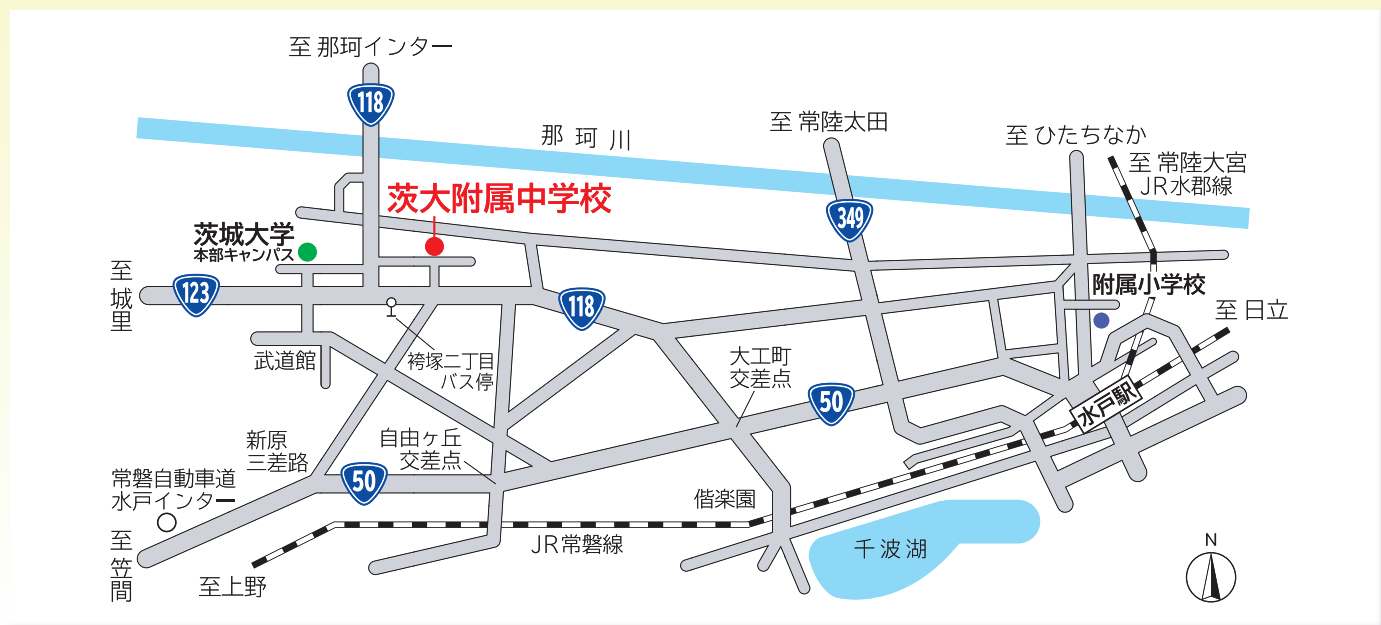 至 那珂インター
118
那珂川
至 常陸太田
至 ひたちなか
至 常陸大宮
JR水郡線
349
茨大附属中学校
茨城大学
本部キャンパス
至城里
123
118
附属小学校
至 日立
武道館
袴塚二丁目
バス停
大工町
交差点
50
水戸駅
新原
三差路
自由ヶ丘
交差点
50
常磐自動車道
水戸インター
偕楽園
JR常磐線
千波湖
至笠間
至上野
N